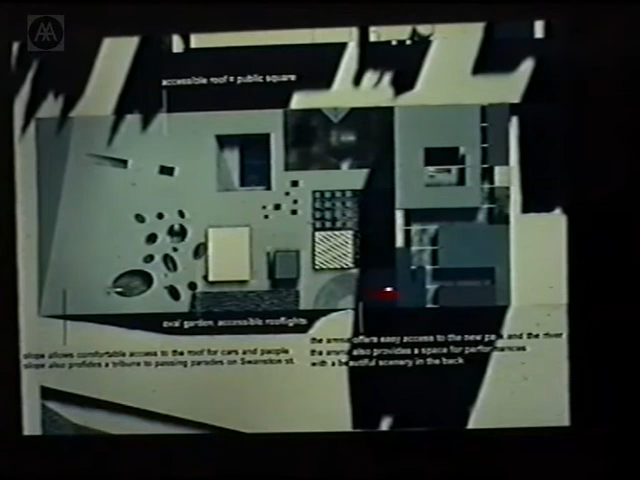 AA
accessible roof = public square
oval garden, accessible rooflights
slope allows comfortable access to the roof for cars and people
slope also profides a tribune to passing parades on Swanston st.
the arena offers easy access to the new park and the river
the arena also provides a space for performances
with a beautiful scenery in the back